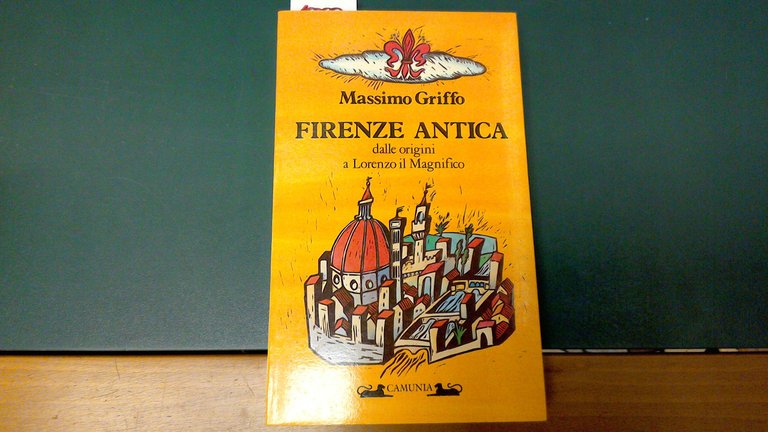 Massimo Griffo
FIRENZE ANTICA
dalle origini
a Lorenzo il Magnifico
CAMUNIA